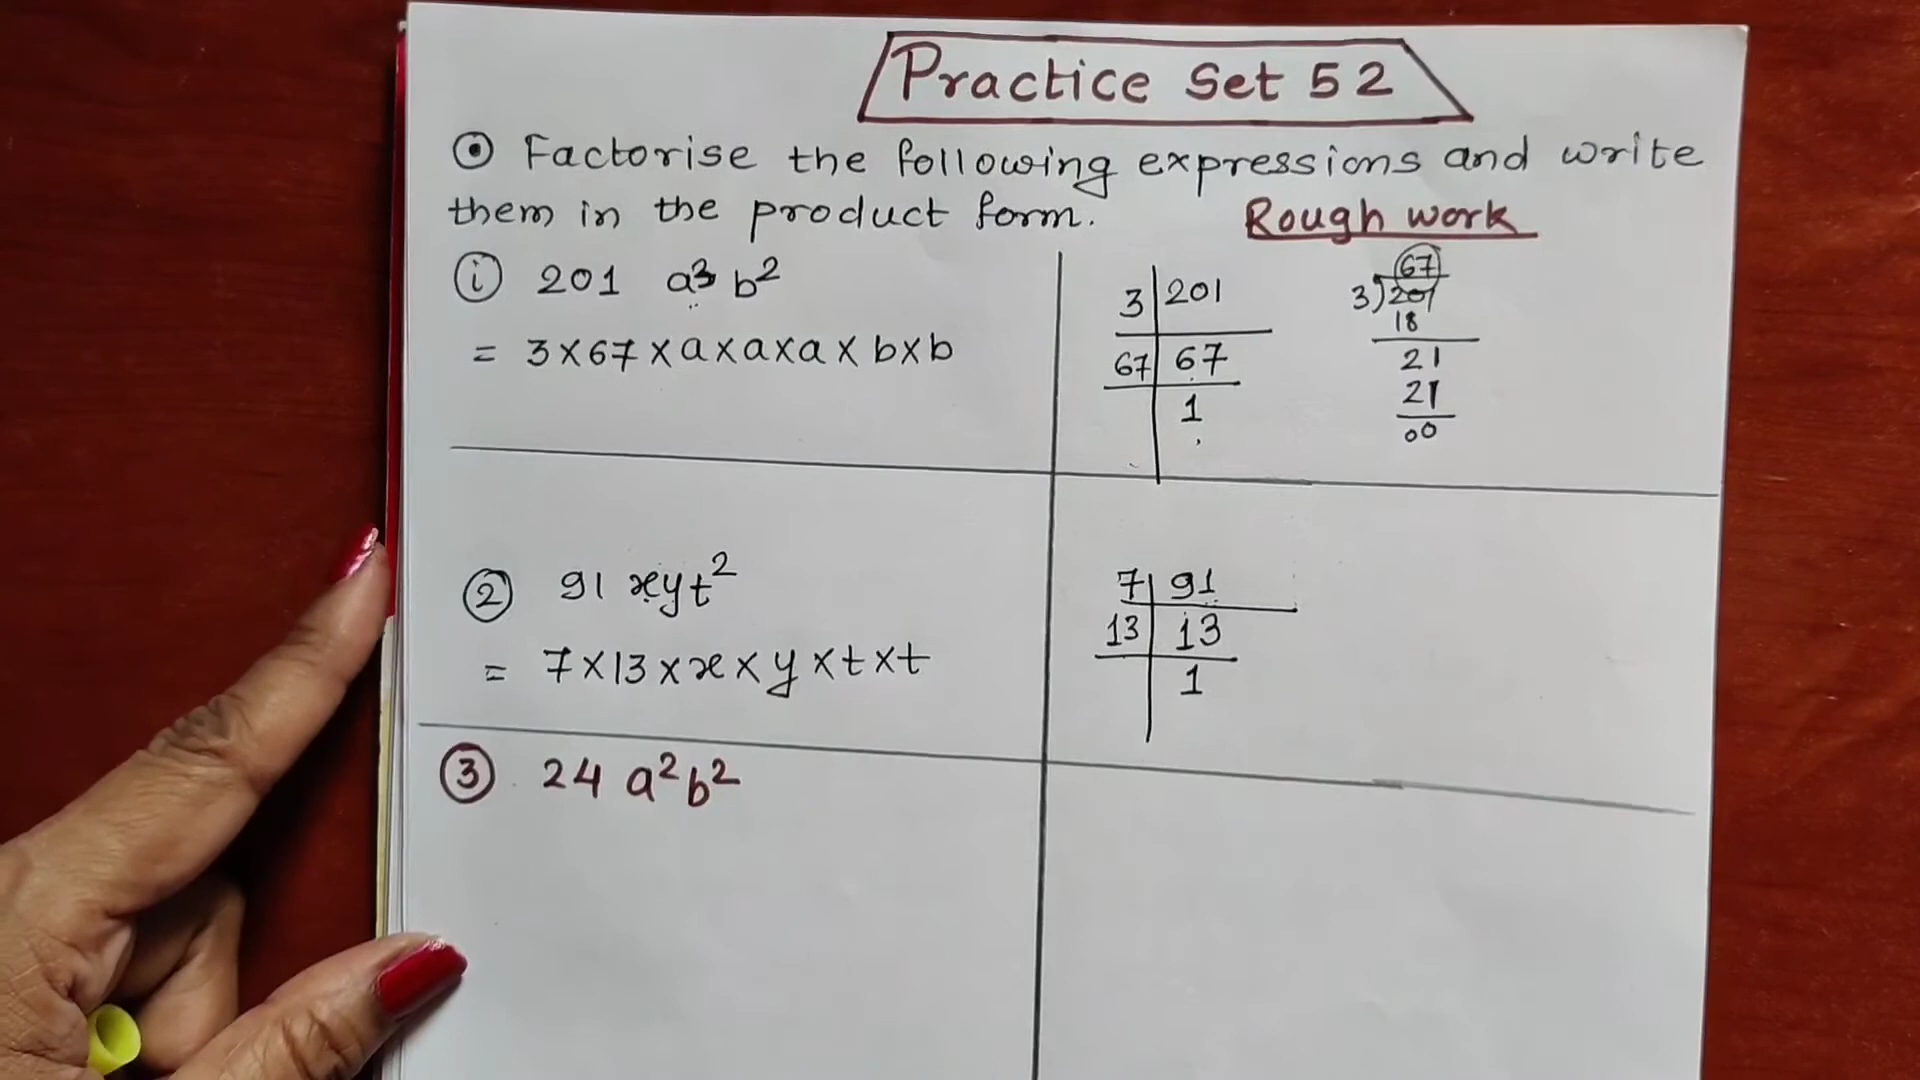 Practice Set 52
⊙ Factorise the following expressions and write
them in the product form.
Rough work
(i) 201 a³ b²
= 3×67×a×a×a×b×b
3|201
67|67
1
67
3)201
18
21
21
00
(2) 91 xyt²
= 7×13×x×y×t×t
7|91
13|13
1
(3) 24 a²b²